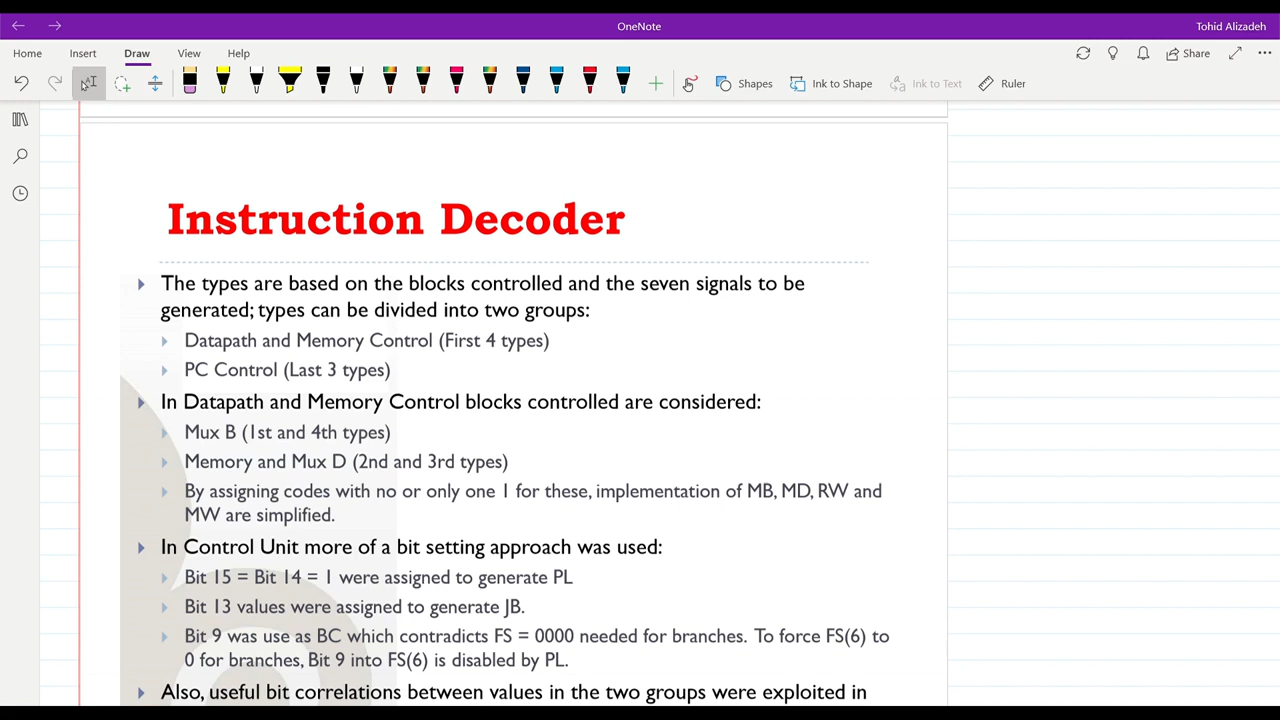 OneNote
Tohid Alizadeh
Home Insert Draw View Help
Share
Shapes Ink to Shape Ink to Text Ruler
Instruction Decoder
The types are based on the blocks controlled and the seven signals to be
generated; types can be divided into two groups:
Datapath and Memory Control (First 4 types)
PC Control (Last 3 types)
In Datapath and Memory Control blocks controlled are considered:
Mux B (1st and 4th types)
Memory and Mux D (2nd and 3rd types)
By assigning codes with no or only one 1 for these, implementation of MB, MD, RW and
MW are simplified.
In Control Unit more of a bit setting approach was used:
Bit 15 = Bit 14 = 1 were assigned to generate PL
Bit 13 values were assigned to generate JB.
Bit 9 was use as BC which contradicts FS = 0000 needed for branches. To force FS(6) to
0 for branches, Bit 9 into FS(6) is disabled by PL.
Also, useful bit correlations between values in the two groups were exploited in